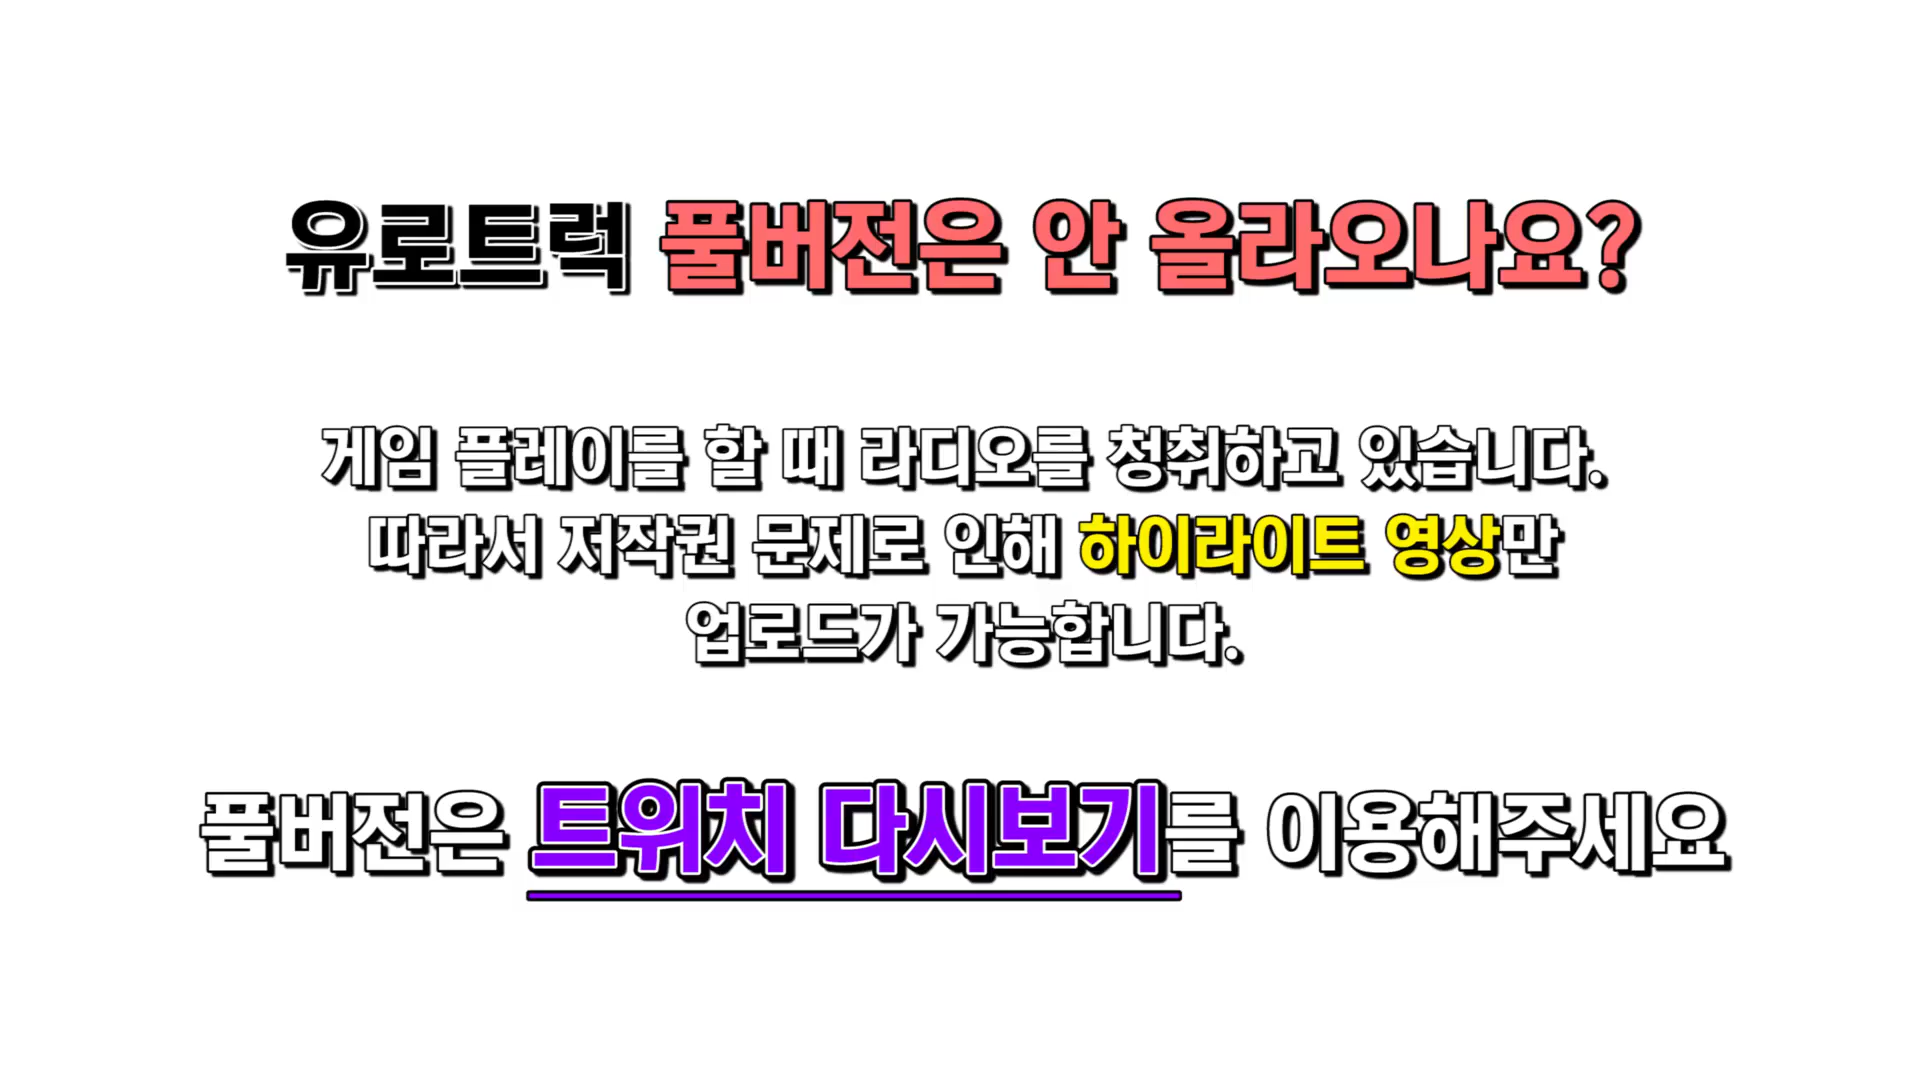 유로트럭 풀버전은 안 올라오나요?
게임 플레이를 할 때 라디오를 청취하고 있습니다.
따라서 저작권 문제로 인해 하이라이트 영상만
업로드가 가능합니다.
풀버전은 트위치 다시보기를 이용해주세요